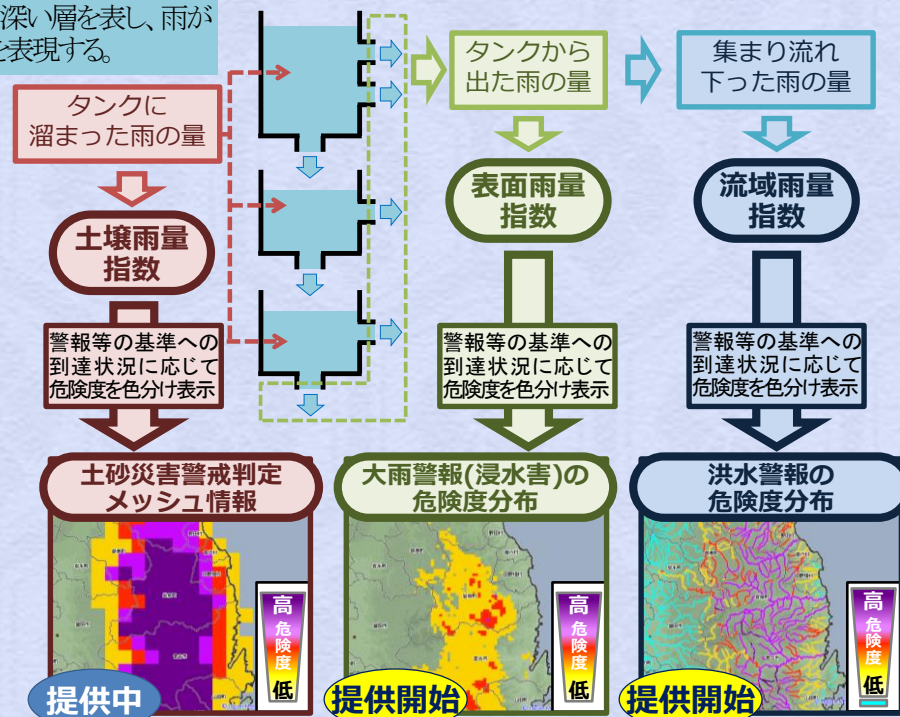 深い層を表し、雨が
を表現する。
タンクに
溜まった雨の量
タンクから
出た雨の量
集まり流れ
下った雨の量
土壌雨量
指数
表面雨量
指数
流域雨量
指数
警報等の基準への
到達状況に応じて
危険度を色分け表示
警報等の基準への
到達状況に応じて
危険度を色分け表示
警報等の基準への
到達状況に応じて
危険度を色分け表示
土砂災害警戒判定
メッシュ情報
大雨警報(浸水害)の
危険度分布
洪水警報の
危険度分布
高
危険度
低
高
危険度
低
高
危険度
低
提供中
提供開始
提供開始